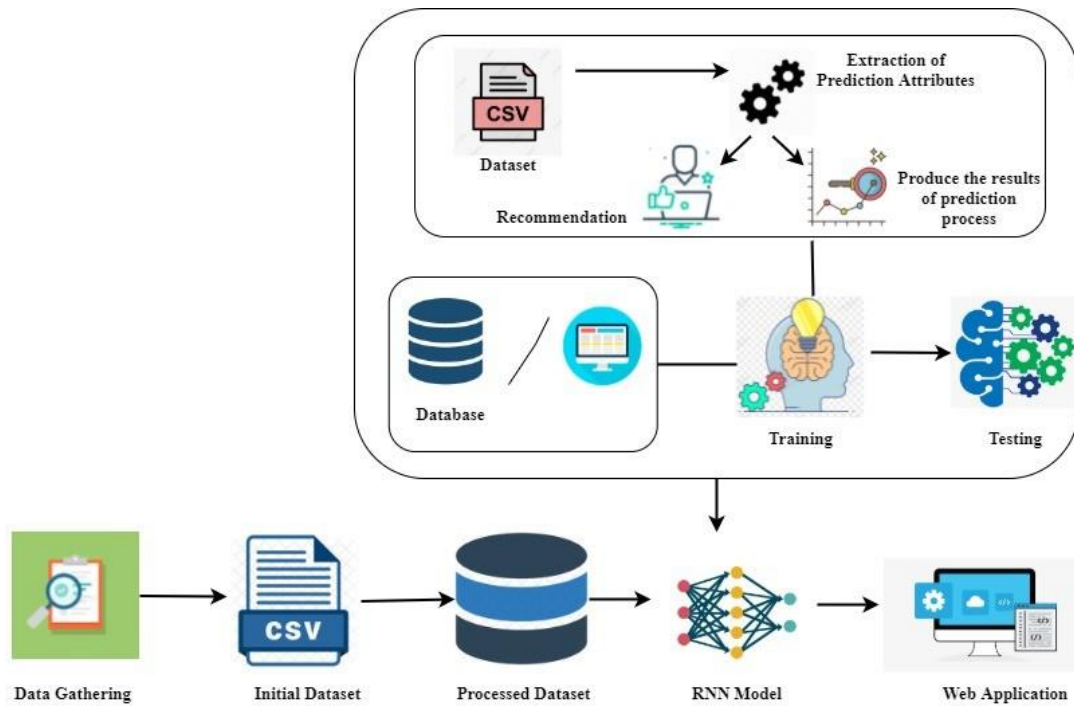 Extraction of
Prediction Attributes
CSV
Dataset
Produce the results
of prediction
process
Recommendation
Database
Training
Testing
CSV
</>
</>
Data Gathering
Initial Dataset
Processed Dataset
RNN Model
Web Application